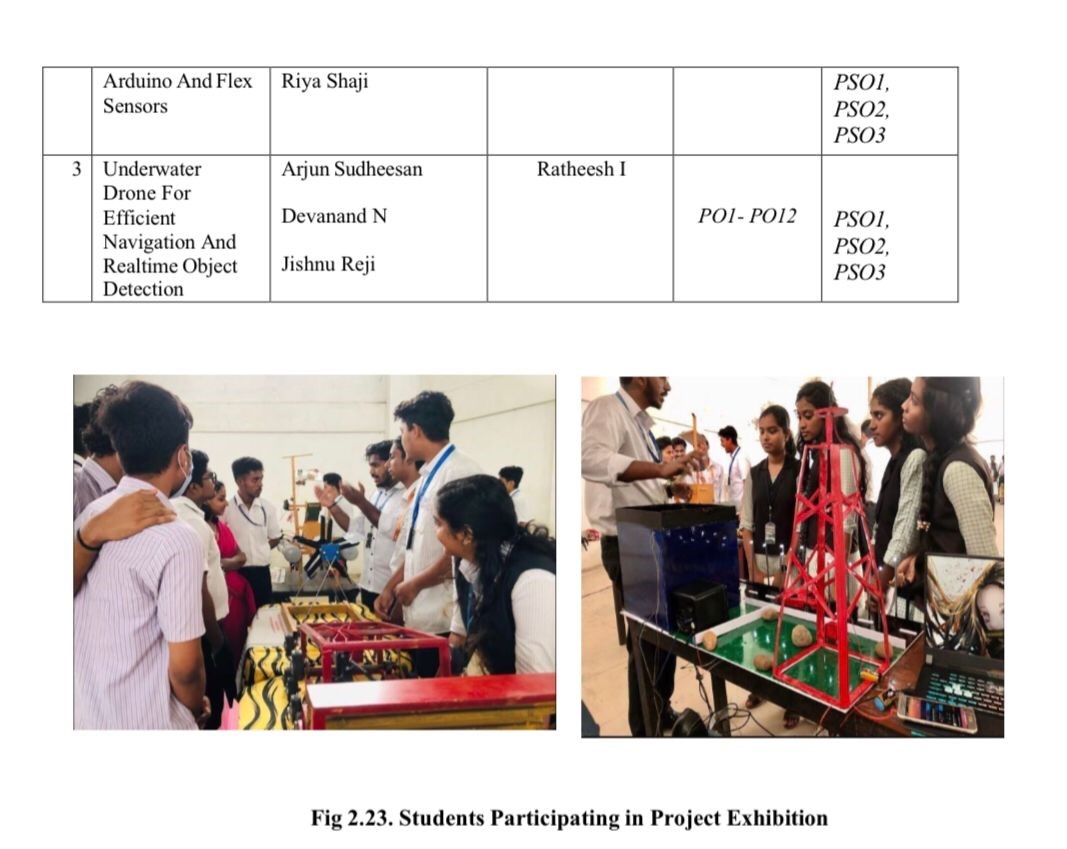 Arduino And Flex
Sensors
Riya Shaji
PSO1,
PSO2,
PSO3
3
Underwater
Drone For
Efficient
Navigation And
Realtime Object
Detection
Arjun Sudheesan
Devanand N
Jishnu Reji
Ratheesh I
PO1- PO12
PSO1,
PSO2,
PSO3
Fig 2.23. Students Participating in Project Exhibition